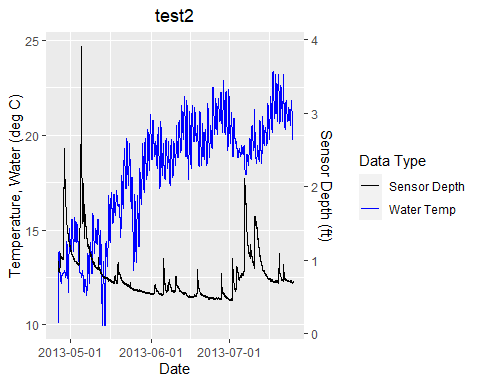 test2
Temperature, Water (deg C)
25
20
15
10
4
3
2
1
0
Sensor Depth (ft)
2013-05-01 2013-06-01 2013-07-01
Date
Data Type
Sensor Depth
Water Temp